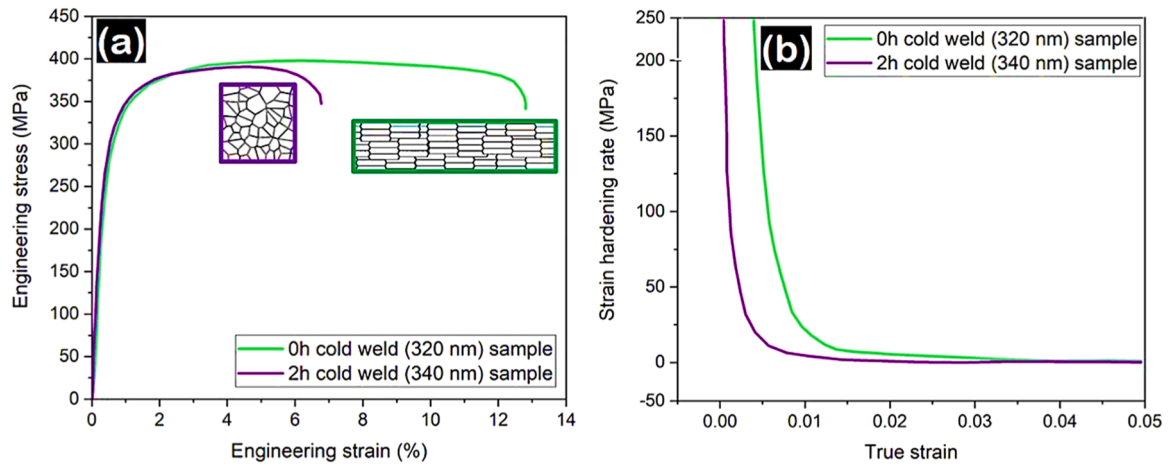 (a)
450
400
350
300
250
200
150
100
50
0
Engineering stress (MPa)
0h cold weld (320 nm) sample
2h cold weld (340 nm) sample
0 2 4 6 8 10 12 14
Engineering strain (%)
(b)
250
200
150
100
50
0
-50
Strain hardening rate (MPa)
0h cold weld (320 nm) sample
2h cold weld (340 nm) sample
0.00 0.01 0.02 0.03 0.04 0.05
True strain